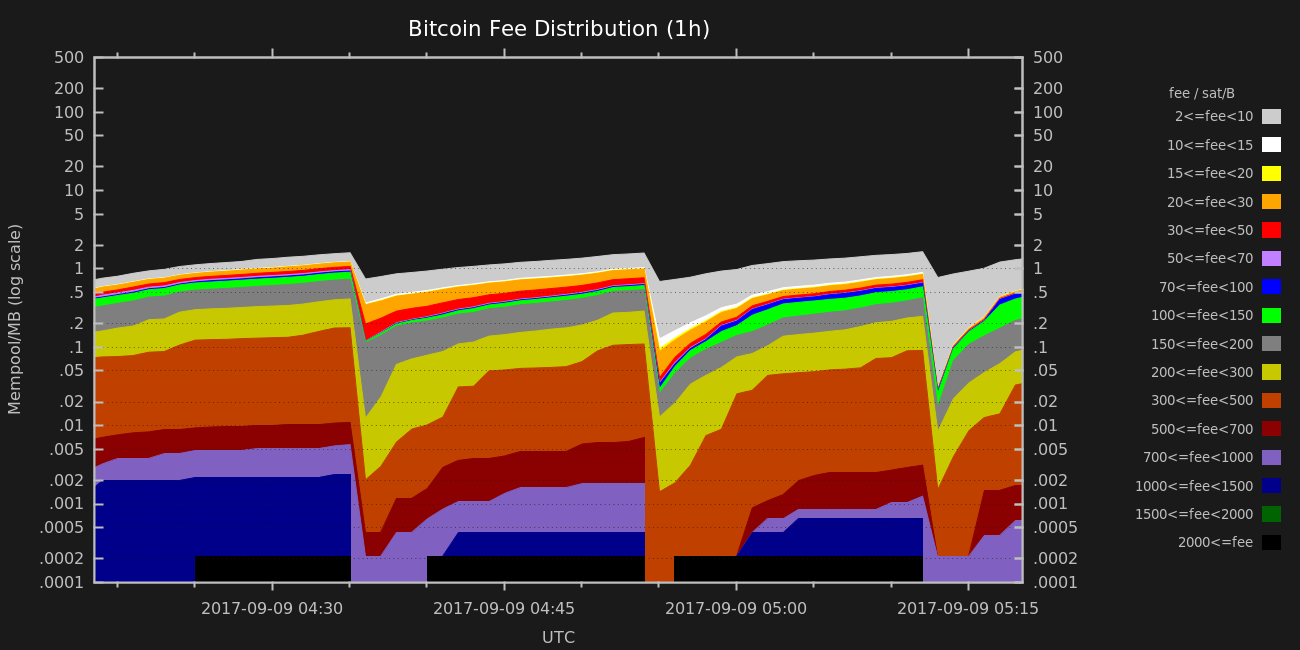 Bitcoin Fee Distribution (1h)
500 500
200 200
100 100
50 50
20 20
10 10
5 5
2 2
1 1
.5 .5
.2 .2
.1 .1
.05 .05
.02 .02
.01 .01
.005 .005
.002 .002
.001 .001
.0005 .0005
.0002 .0002
.0001 .0001
Mempool/MB (log scale)
2017-09-09 04:30 2017-09-09 04:45 2017-09-09 05:00 2017-09-09 05:15
UTC
fee / sat/B
2<=fee<10
10<=fee<15
15<=fee<20
20<=fee<30
30<=fee<50
50<=fee<70
70<=fee<100
100<=fee<150
150<=fee<200
200<=fee<300
300<=fee<500
500<=fee<700
700<=fee<1000
1000<=fee<1500
1500<=fee<2000
2000<=fee